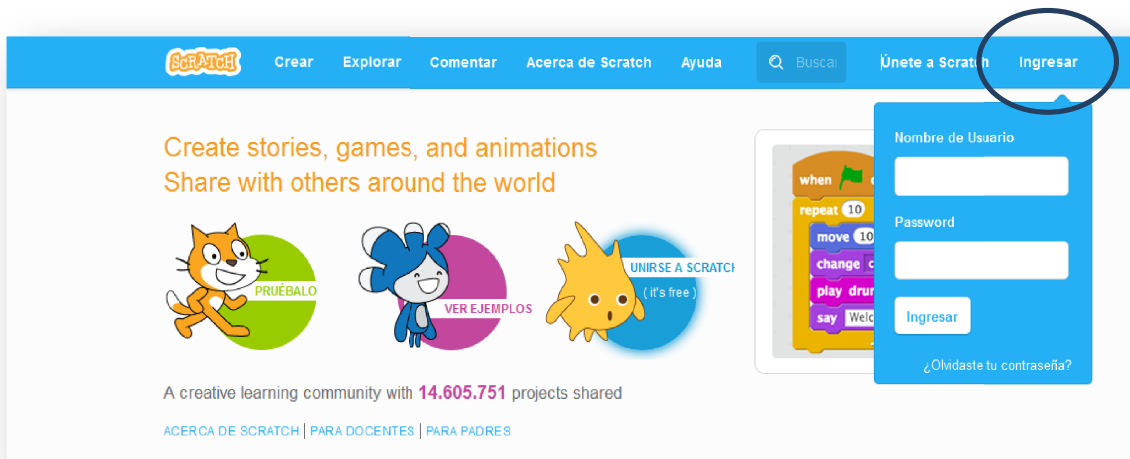 SCRATCH Crear Explorar Comentar Acerca de Scratch Ayuda Buscar Únete a Scratch Ingresar
Nombre de Usuario
Password
Ingresar
¿Olvidaste tu contraseña?
Create stories, games, and animations
Share with others around the world
PRUÉBALO
VER EJEMPLOS
UNIRSE A SCRATCH
( it's free )
when
repeat 10
move 10
change
play drum
say Welc
A creative learning community with 14.605.751 projects shared
ACERCA DE SCRATCH | PARA DOCENTES | PARA PADRES